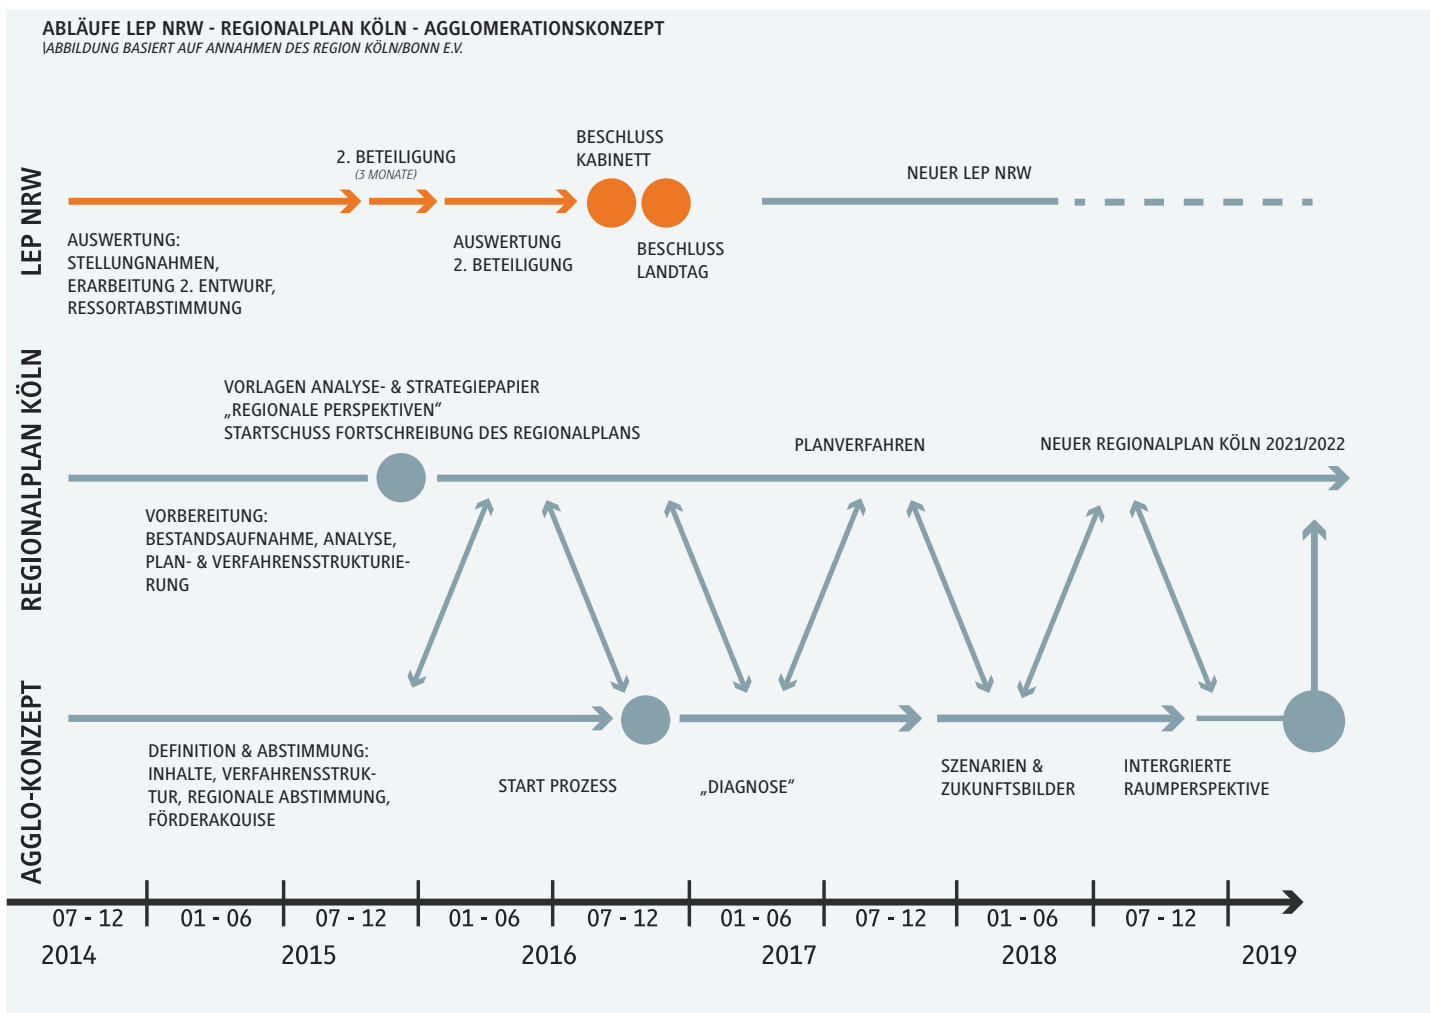 ABLÄUFE LEP NRW - REGIONALPLAN KÖLN - AGGLOMERATIONSKONZEPT
\ABBILDUNG BASIERT AUF ANNAHMEN DES REGION KÖLN/BONN E.V.
LEP NRW
2. BETEILIGUNG
(3 MONATE)
BESCHLUSS
KABINETT
NEUER LEP NRW
AUSWERTUNG:
STELLUNGNAHMEN,
ERARBEITUNG 2. ENTWURF,
RESSORTABSTIMMUNG
AUSWERTUNG
2. BETEILIGUNG
BESCHLUSS
LANDTAG
REGIONALPLAN KÖLN
VORLAGEN ANALYSE- & STRATEGIEPAPIER
„REGIONALE PERSPEKTIVEN“
STARTSCHUSS FORTSCHREIBUNG DES REGIONALPLANS
PLANVERFAHREN
NEUER REGIONALPLAN KÖLN 2021/2022
VORBEREITUNG:
BESTANDSAUFNAHME, ANALYSE,
PLAN- & VERFAHRENSSTRUKTURIE-
RUNG
AGGLO-KONZEPT
DEFINITION & ABSTIMMUNG:
INHALTE, VERFAHRENSSTRUK-
TUR, REGIONALE ABSTIMMUNG,
FÖRDERAKQUISE
START PROZESS
„DIAGNOSE“
SZENARIEN &
ZUKUNFTSBILDER
INTERGRIERTE
RAUMPERSPEKTIVE
07 - 12 01 - 06 07 - 12 01 - 06 07 - 12 01 - 06 07 - 12 01 - 06 07 - 12
2014 2015 2016 2017 2018 2019